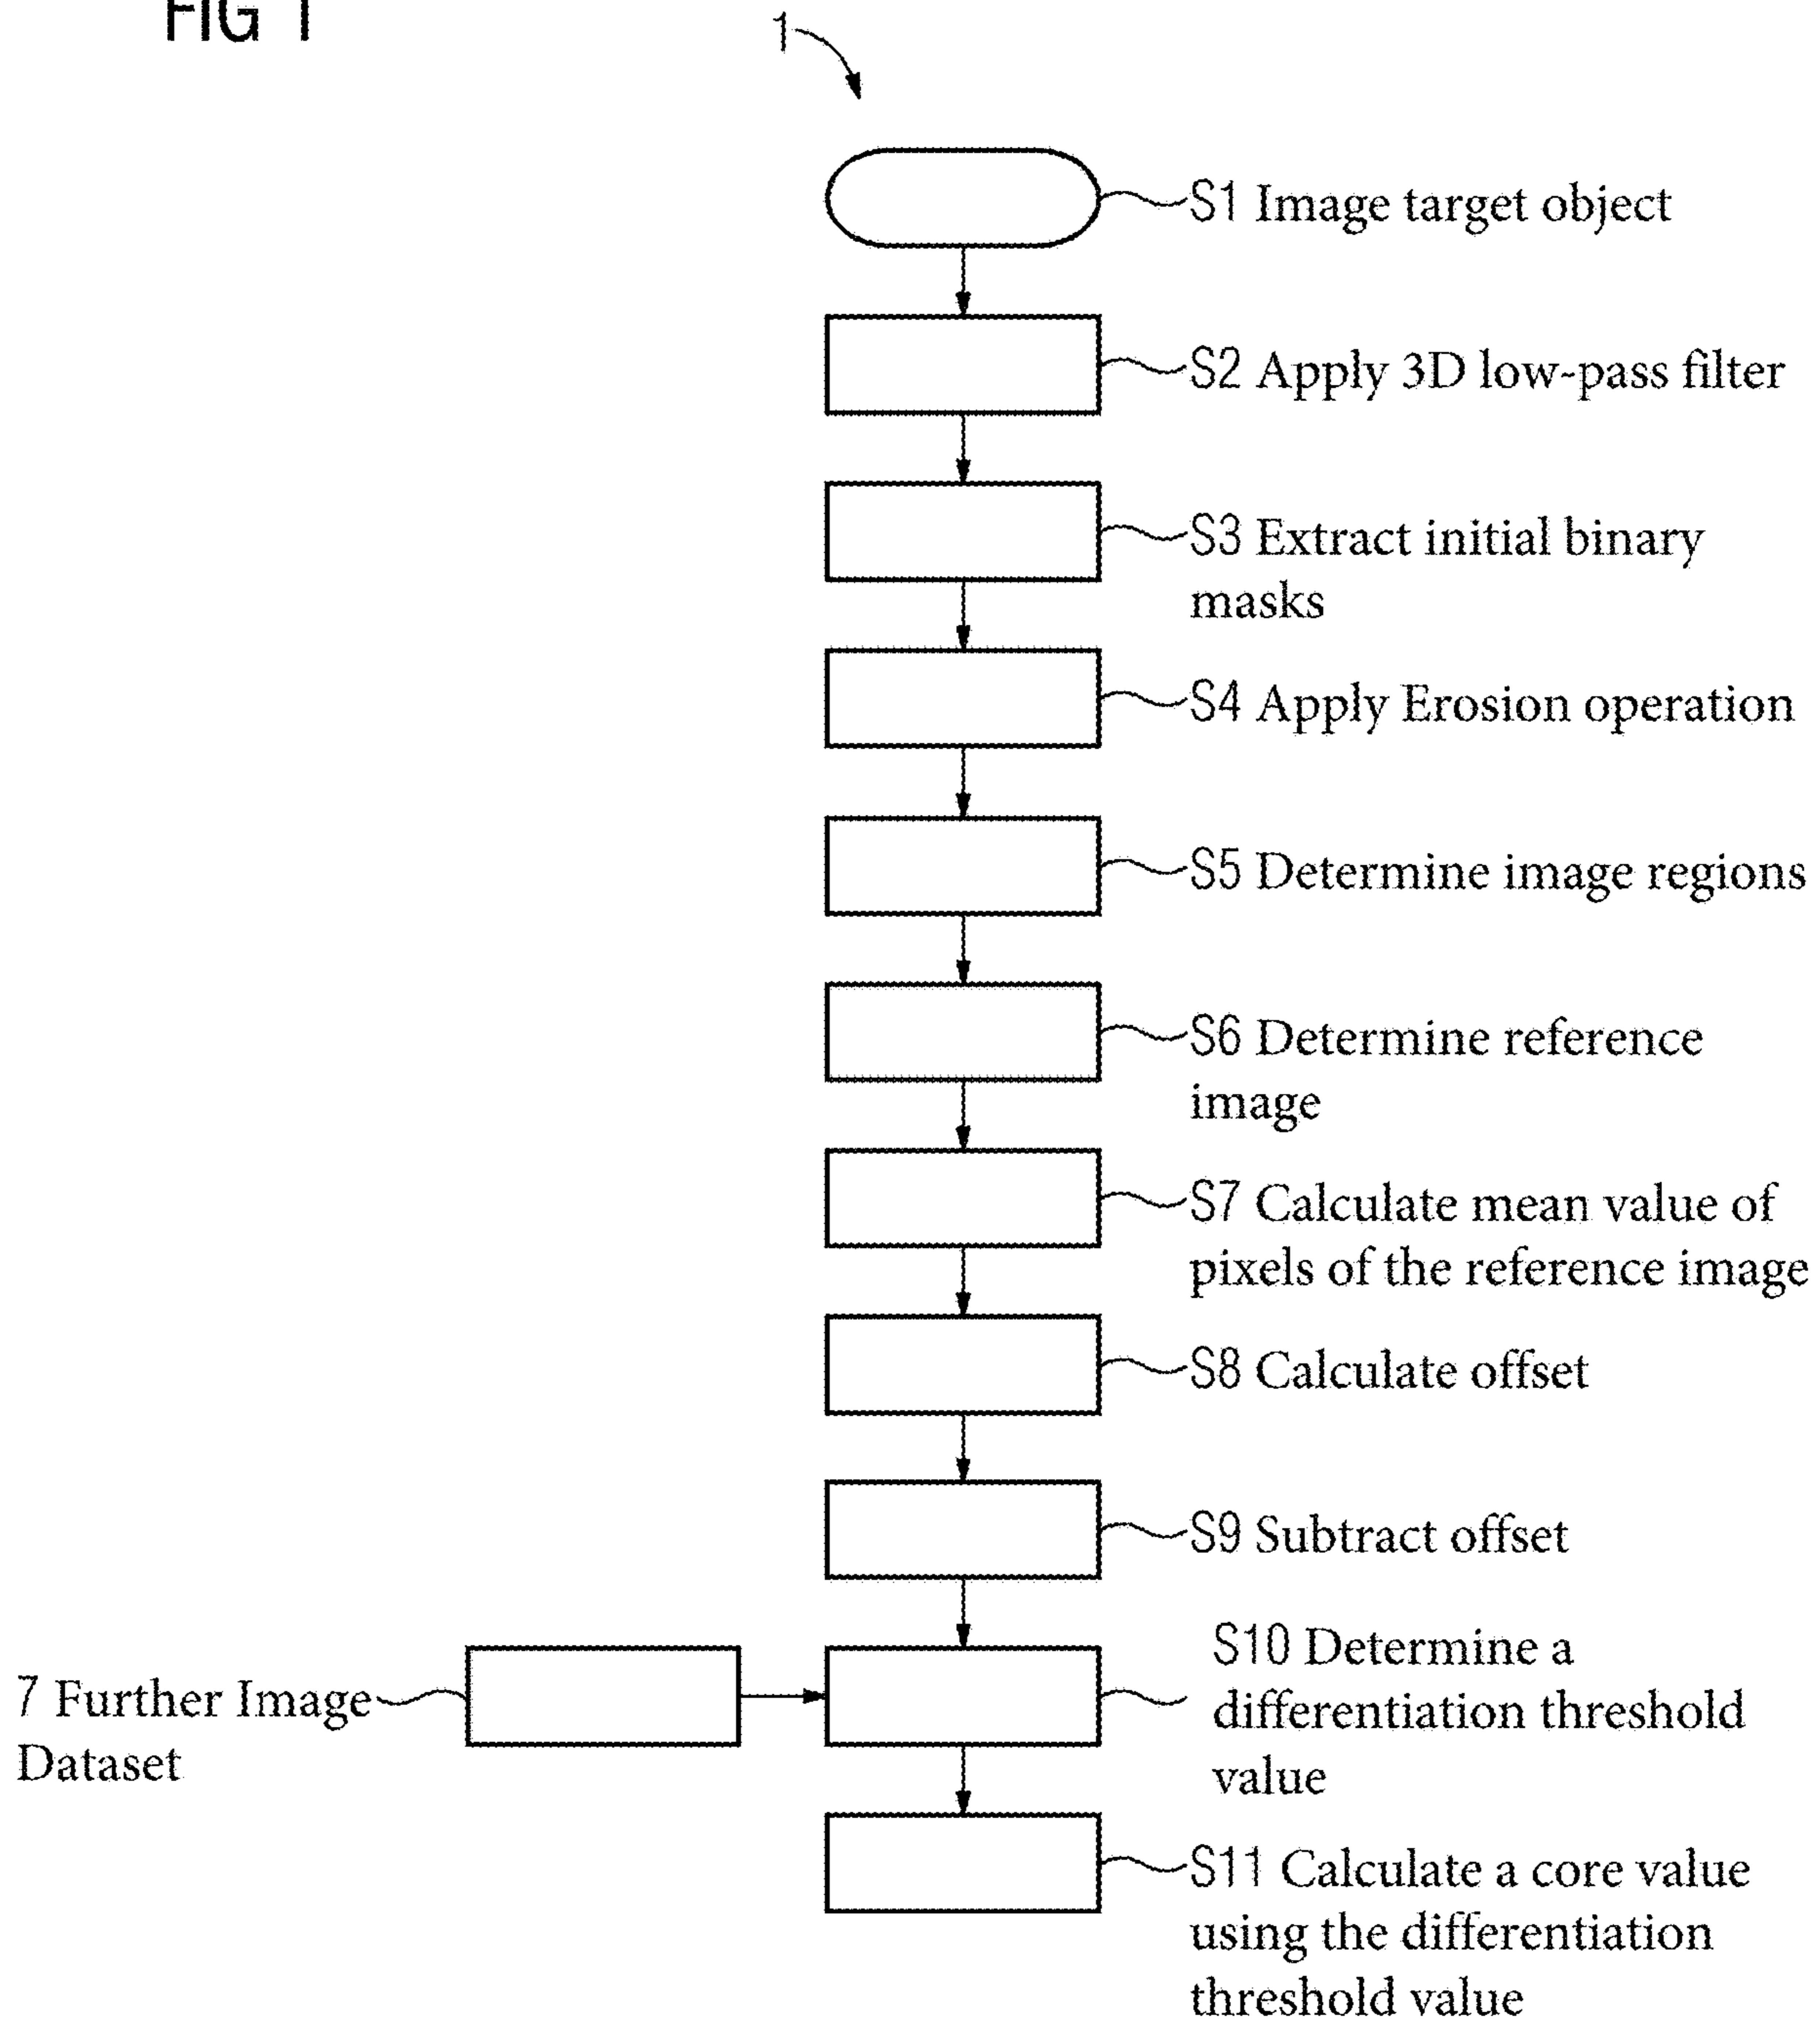 FIG 1
1
S1 Image target object
S2 Apply 3D low-pass filter
S3 Extract initial binary
masks
S4 Apply Erosion operation
S5 Determine image regions
S6 Determine reference
image
S7 Calculate mean value of
pixels of the reference image
S8 Calculate offset
S9 Subtract offset
7 Further Image
Dataset
S10 Determine a
differentiation threshold
value
S11 Calculate a core value
using the differentiation
threshold value